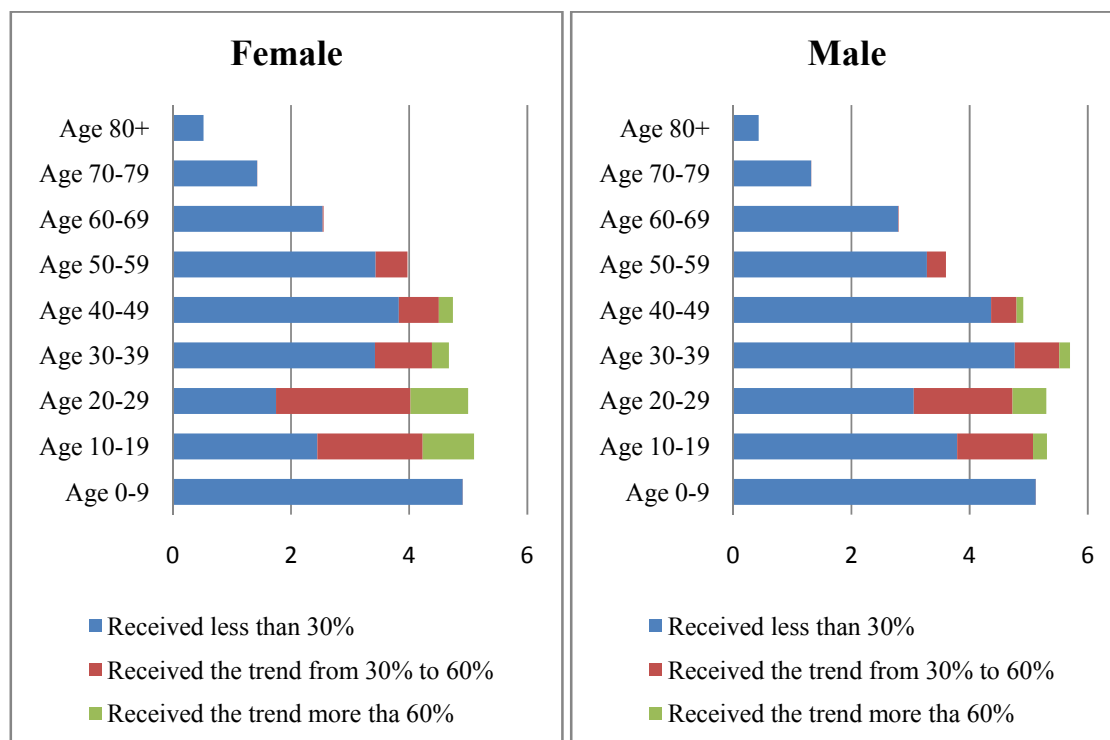 Female
Age 80+
Age 70-79
Age 60-69
Age 50-59
Age 40-49
Age 30-39
Age 20-29
Age 10-19
Age 0-9
0 2 4 6
Received less than 30%
Received the trend from 30% to 60%
Received the trend more tha 60%
Male
Age 80+
Age 70-79
Age 60-69
Age 50-59
Age 40-49
Age 30-39
Age 20-29
Age 10-19
Age 0-9
0 2 4 6
Received less than 30%
Received the trend from 30% to 60%
Received the trend more tha 60%